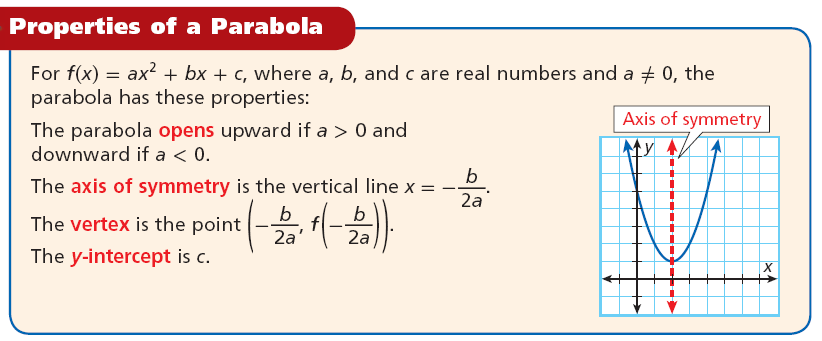 Properties of a Parabola
For f(x) = ax² + bx + c, where a, b, and c are real numbers and a ≠ 0, the
parabola has these properties:
The parabola opens upward if a > 0 and
downward if a < 0.
The axis of symmetry is the vertical line x = −b/2a.
The vertex is the point (−b/2a, f(−b/2a)).
The y-intercept is c.
Axis of symmetry
y
x